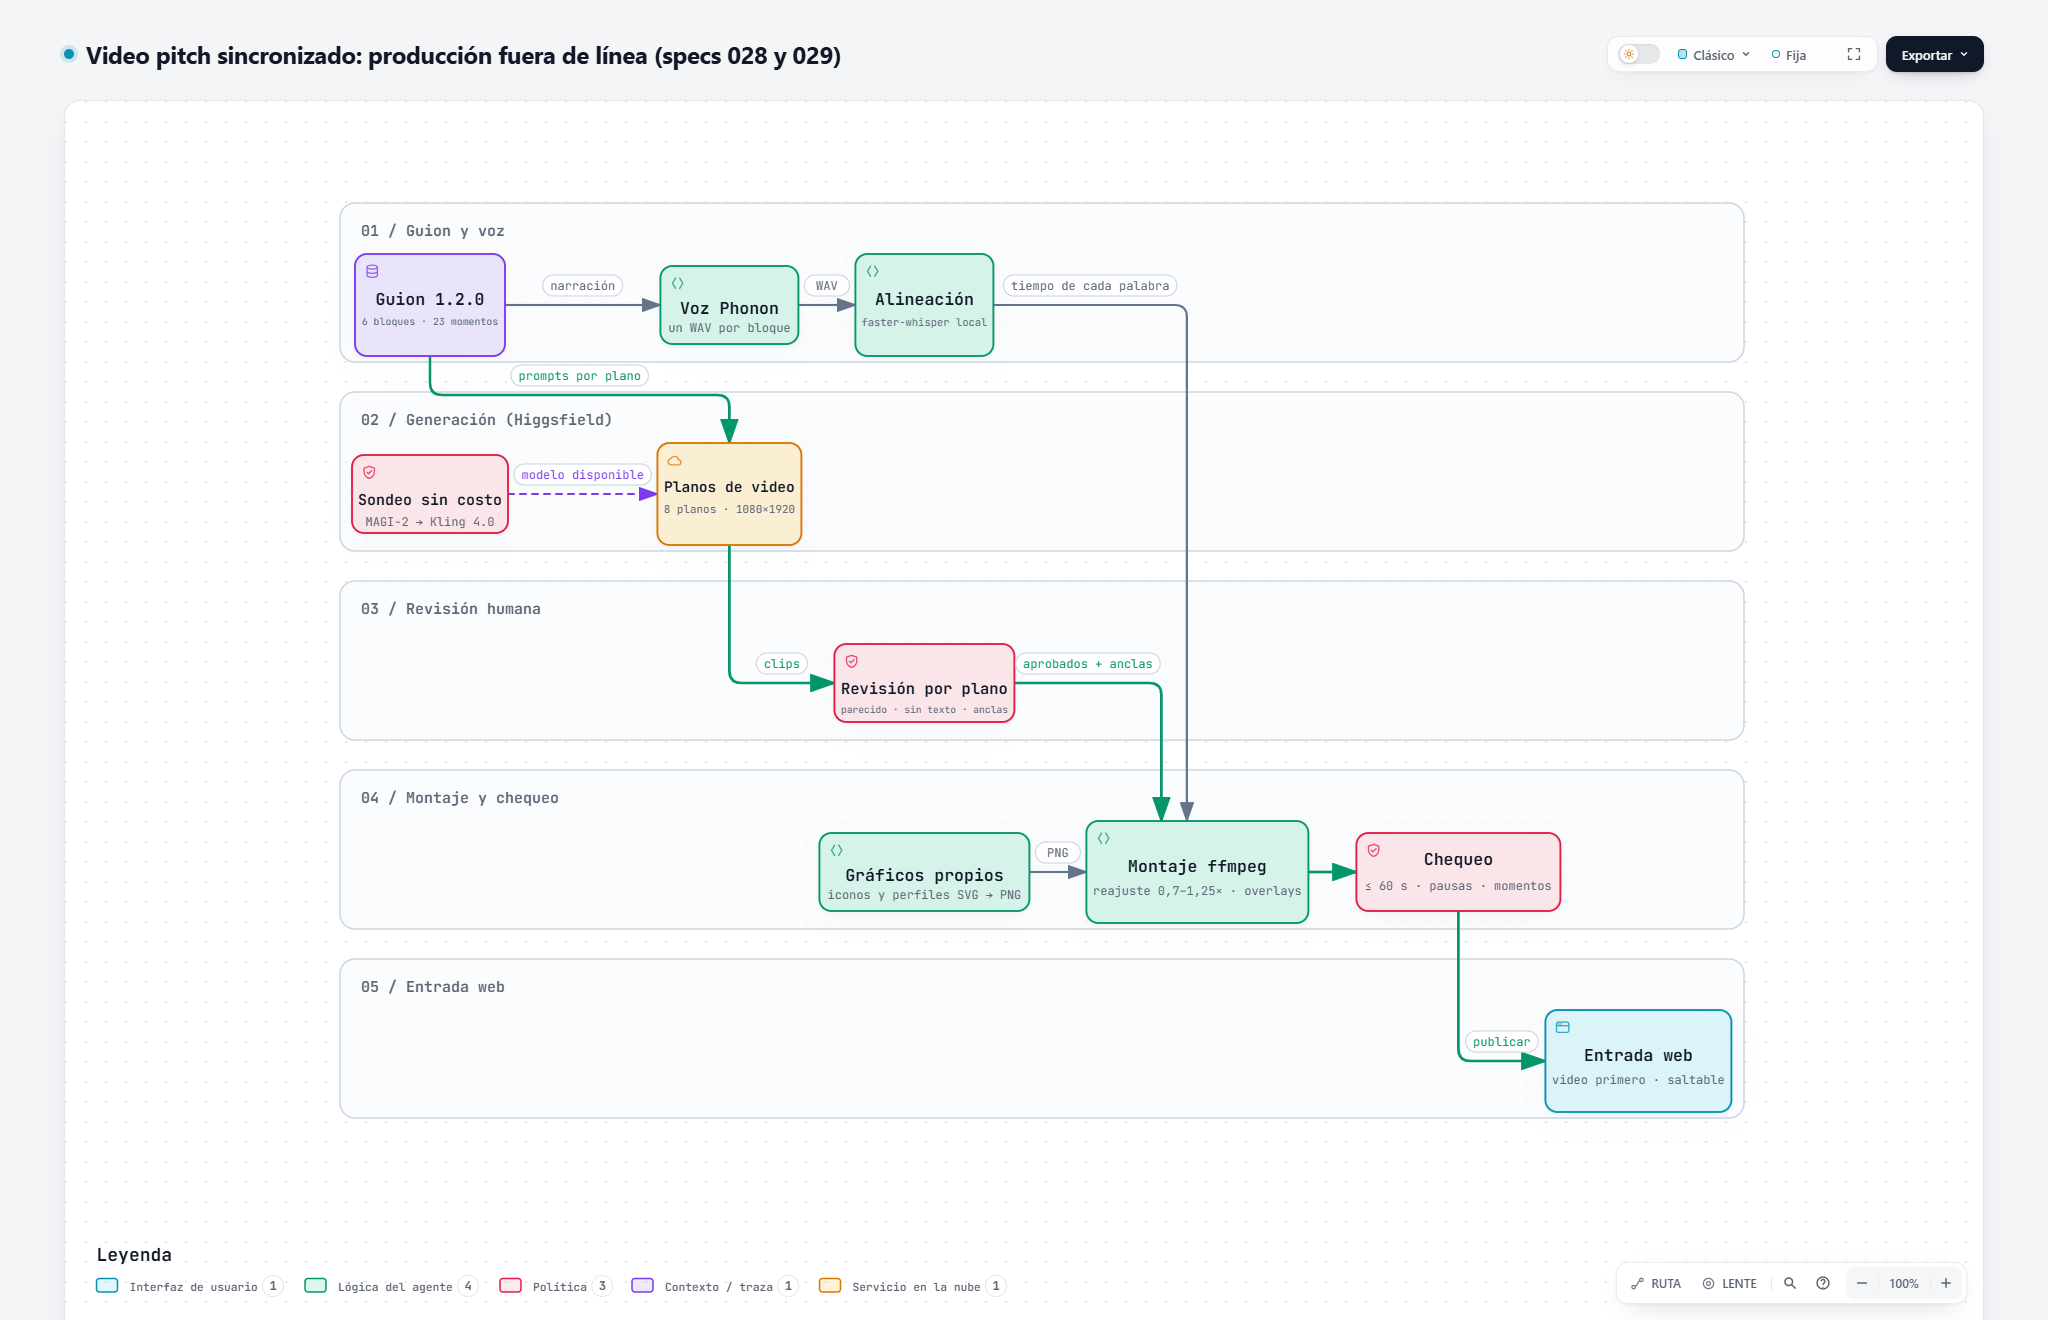 Video pitch sincronizado: producción fuera de línea (specs 028 y 029)
Clásico
Fija
Exportar
01 / Guion y voz
Guion 1.2.0
6 bloques · 23 momentos
narración
Voz Phonon
un WAV por bloque
WAV
Alineación
faster-whisper local
tiempo de cada palabra
prompts por plano
02 / Generación (Higgsfield)
Sondeo sin costo
MAGI-2 → Kling 4.0
modelo disponible
Planos de video
8 planos · 1080×1920
03 / Revisión humana
clips
Revisión por plano
parecido · sin texto · anclas
aprobados + anclas
04 / Montaje y chequeo
Gráficos propios
iconos y perfiles SVG → PNG
PNG
Montaje ffmpeg
reajuste 0,7–1,25× · overlays
Chequeo
≤ 60 s · pausas · momentos
05 / Entrada web
publicar
Entrada web
video primero · saltable
Leyenda
Interfaz de usuario 1
Lógica del agente 4
Política 3
Contexto / traza 1
Servicio en la nube 1
RUTA
LENTE
100%